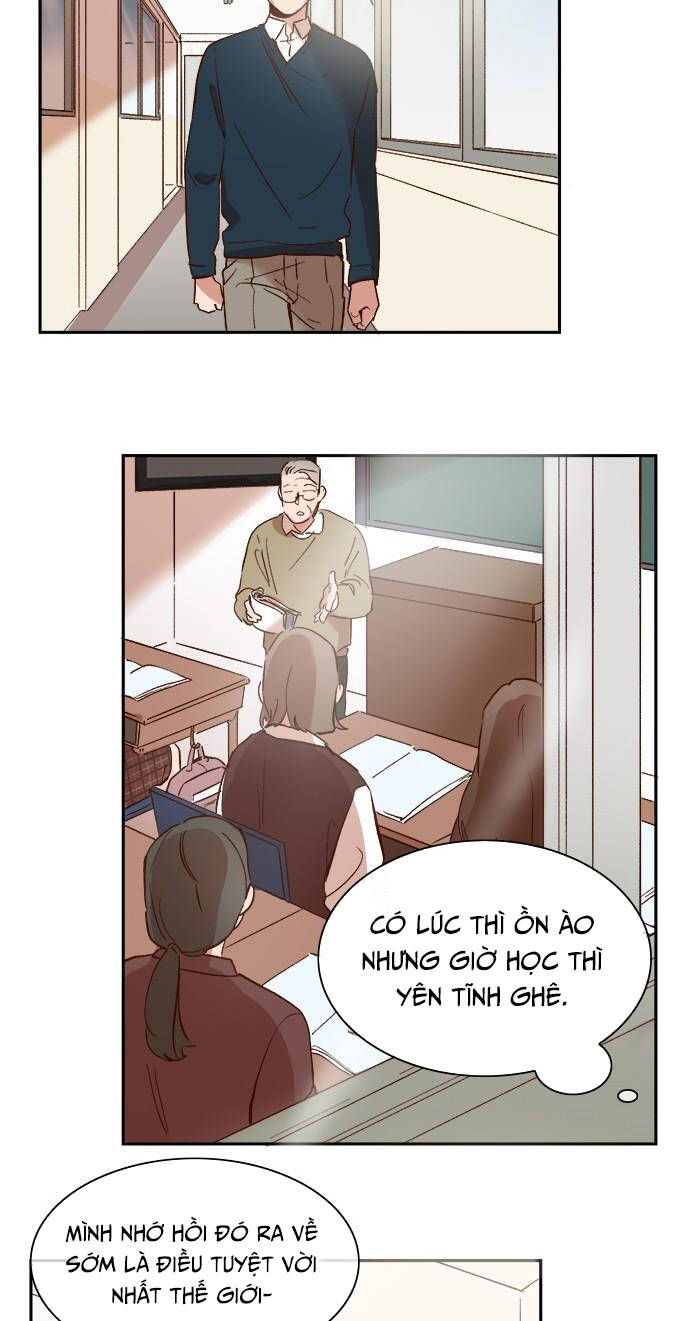 CÓ LÚC THÌ ỒN ÀO
NHƯNG GIỜ HỌC THÌ
YÊN TĨNH GHÊ.
MÌNH NHỚ HỒI ĐÓ RA VỀ
SỚM LÀ ĐIỀU TUYỆT VỜI
NHẤT THẾ GIỚI-